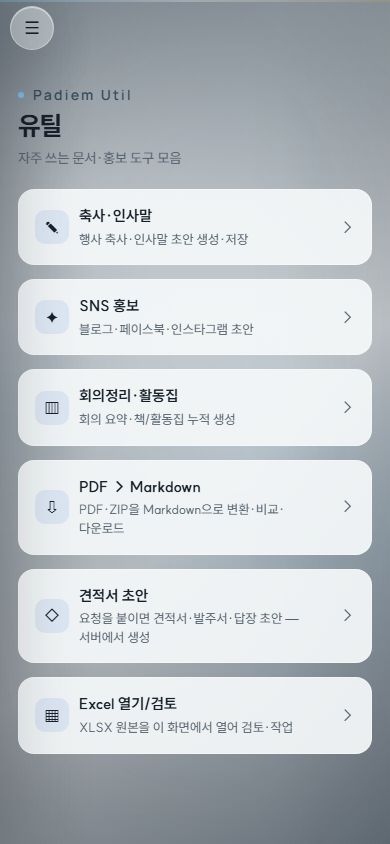 Padiem Util
유틸
자주 쓰는 문서·홍보 도구 모음
축사·인사말
행사 축사·인사말 초안 생성·저장
SNS 홍보
블로그·페이스북·인스타그램 초안
회의정리·활동집
회의 요약·책/활동집 누적 생성
PDF > Markdown
PDF·ZIP을 Markdown으로 변환·비교·
다운로드
견적서 초안
요청을 붙이면 견적서·발주서·답장 초안 —
서버에서 생성
Excel 열기/검토
XLSX 원본을 이 화면에서 열어 검토·작업